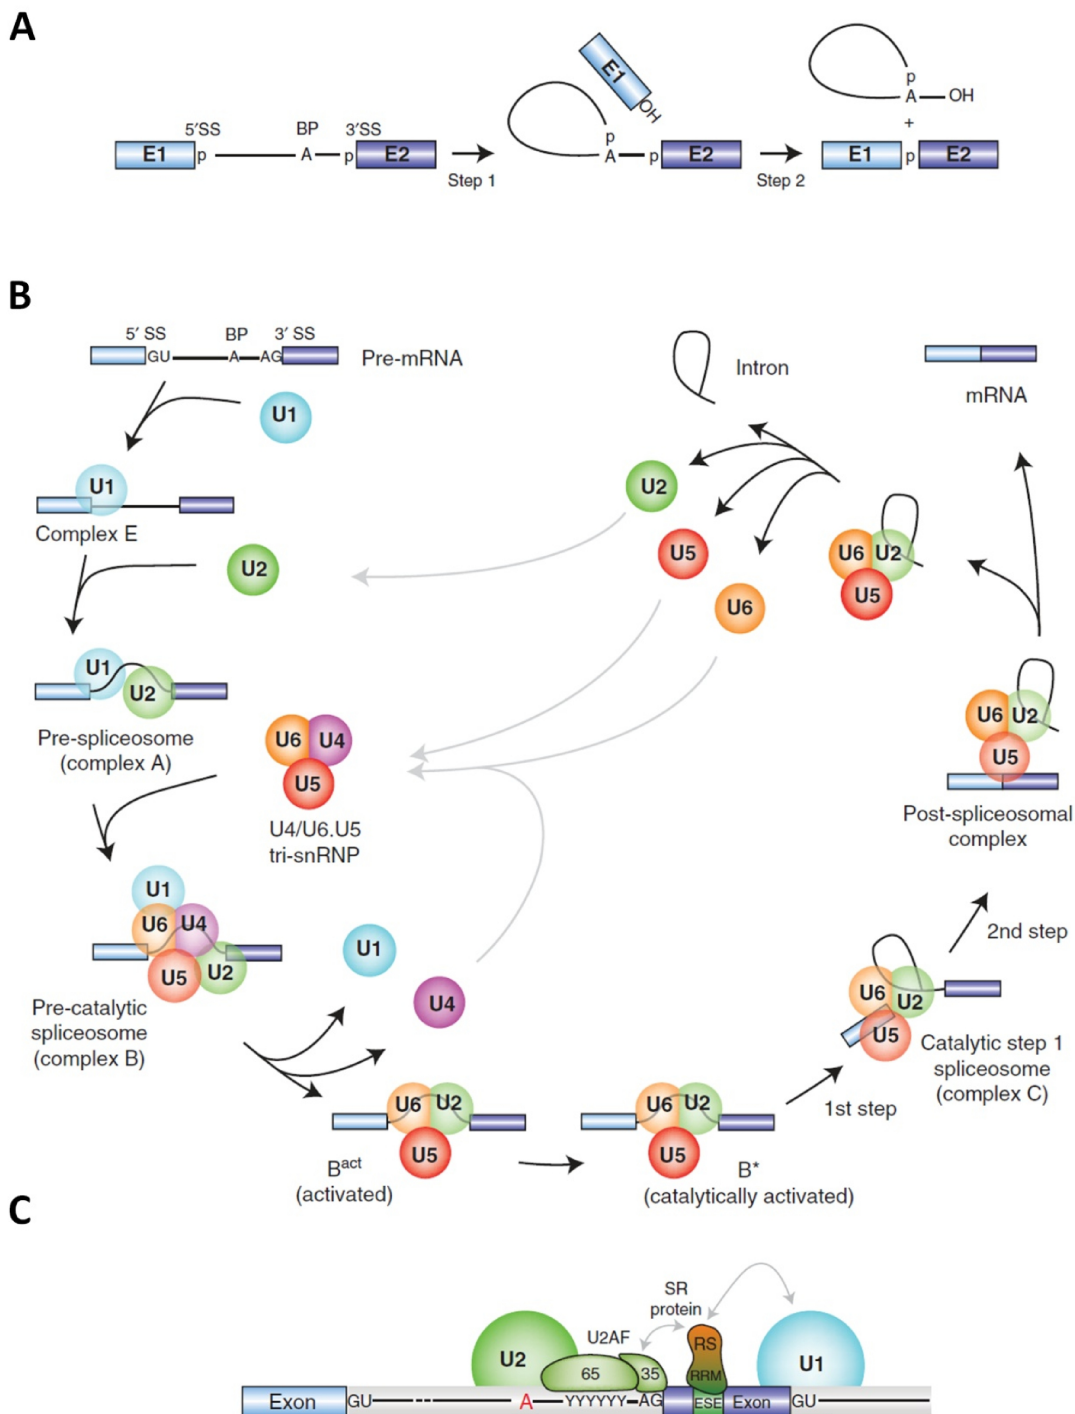 A
5'SS
BP
3'SS
E1
p
A
p
E2
Step 1
E1
OH
p
A
p
E2
Step 2
p
A
OH
+
E1
p
E2
B
5' SS
BP
3' SS
GU
A
AG
Pre-mRNA
U1
U1
Complex E
U2
U1
U2
Pre-spliceosome
(complex A)
U6
U4
U5
U4/U6.U5
tri-snRNP
U1
U6
U4
U5
U2
Pre-catalytic
spliceosome
(complex B)
U1
U4
U6
U2
U5
Bact
(activated)
U6
U2
U5
B*
(catalytically activated)
1st step
U6
U2
U5
Catalytic step 1
spliceosome
(complex C)
2nd step
U6
U2
U5
Post-spliceosomal
complex
mRNA
U6
U2
U5
Intron
U2
U5
U6
C
SR
protein
U2AF
U2
65
35
RS
RRM
U1
Exon
GU
A
YYYYYY
AG
ESE
Exon
GU